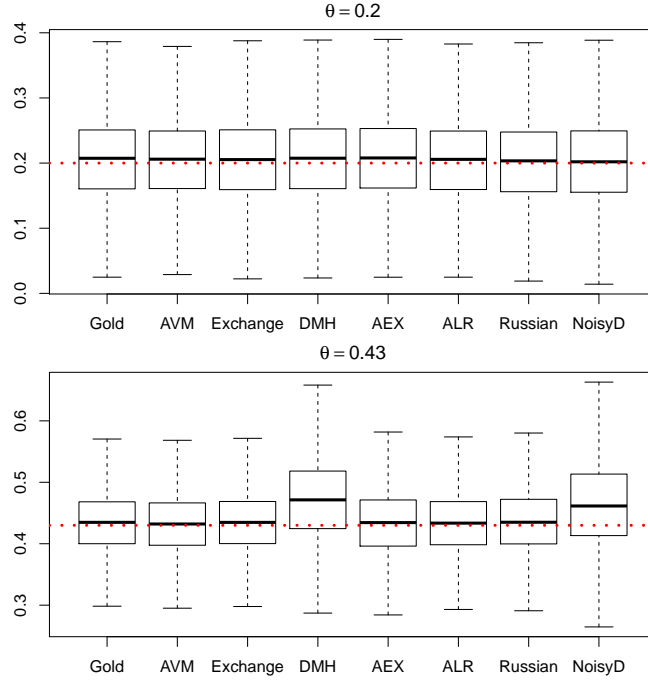 θ = 0.2
0.4
0.3
0.2
0.1
0.0
Gold AVM Exchange DMH AEX ALR Russian NoisyD
θ = 0.43
0.6
0.5
0.4
0.3
Gold AVM Exchange DMH AEX ALR Russian NoisyD